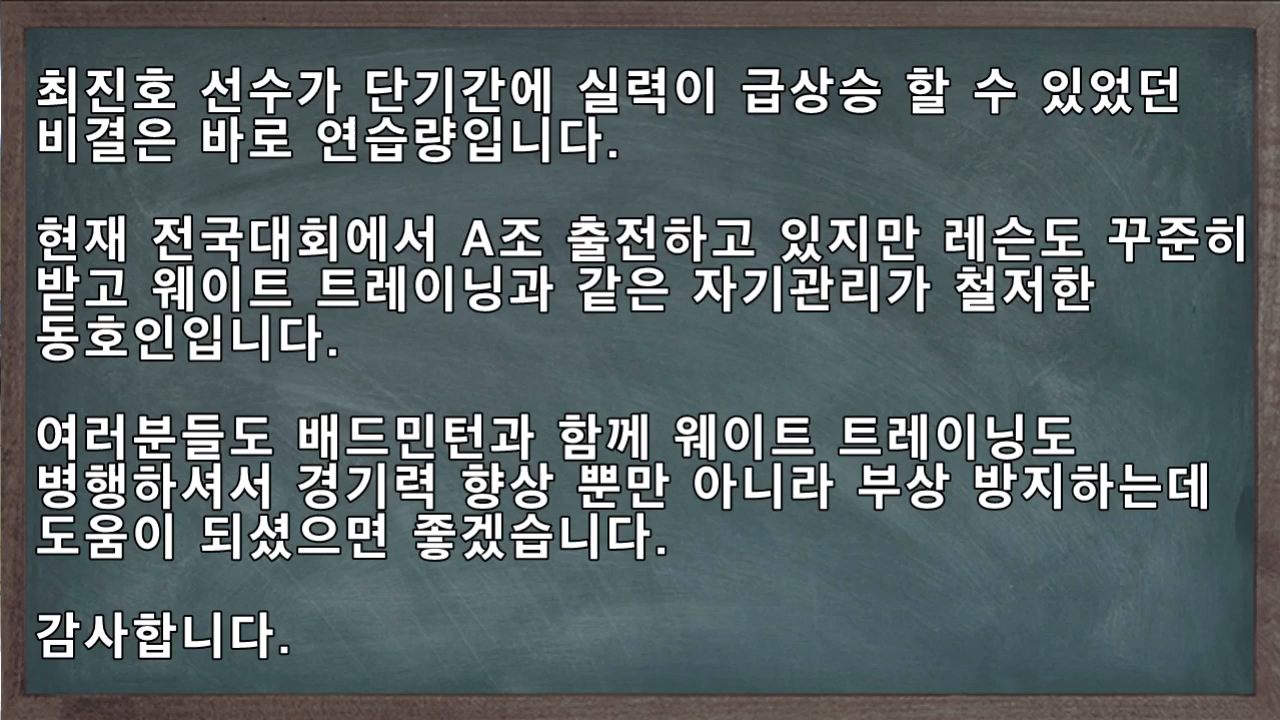 최진호 선수가 단기간에 실력이 급상승 할 수 있었던
비결은 바로 연습량입니다.
현재 전국대회에서 A조 출전하고 있지만 레슨도 꾸준히
받고 웨이트 트레이닝과 같은 자기관리가 철저한
동호인입니다.
여러분들도 배드민턴과 함께 웨이트 트레이닝도
병행하셔서 경기력 향상 뿐만 아니라 부상 방지하는데
도움이 되셨으면 좋겠습니다.
감사합니다.